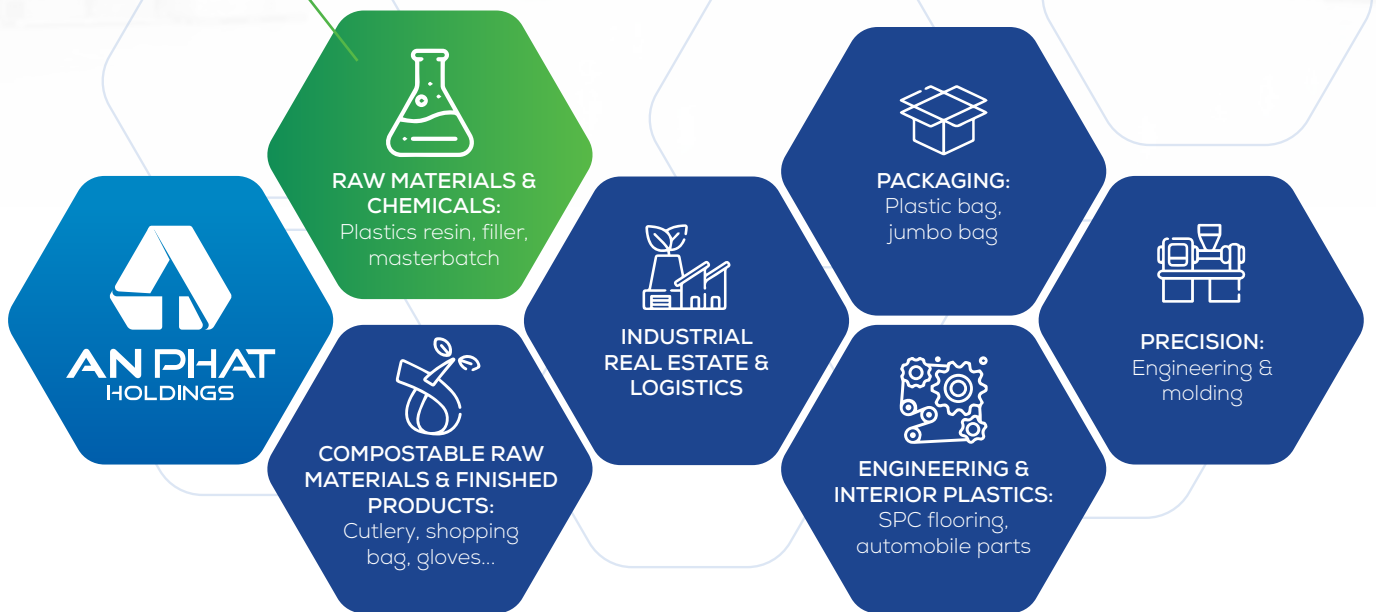 AN PHAT
HOLDINGS
RAW MATERIALS &
CHEMICALS:
Plastics resin, filler,
masterbatch
COMPOSTABLE RAW
MATERIALS & FINISHED
PRODUCTS:
Cutlery, shopping
bag, gloves...
INDUSTRIAL
REAL ESTATE &
LOGISTICS
PACKAGING:
Plastic bag,
jumbo bag
ENGINEERING &
INTERIOR PLASTICS:
SPC flooring,
automobile parts
PRECISION:
Engineering &
molding